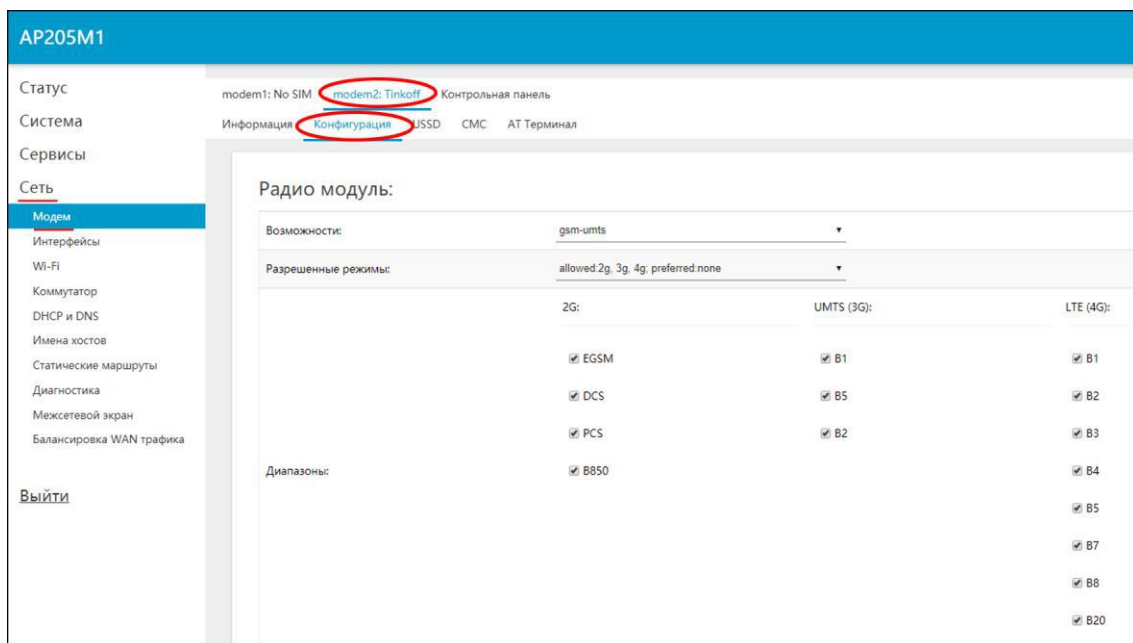 AP205M1
Статус
Система
Сервисы
Сеть
Модем
Интерфейсы
Wi-Fi
Коммутатор
DHCP и DNS
Имена хостов
Статические маршруты
Диагностика
Межсетевой экран
Балансировка WAN трафика
Выйти
modem1: No SIM modem2: Tinkoff Контрольная панель
Информация Конфигурация USSD СМС АТ Терминал
Радио модуль:
Возможности: gsm-umts
Разрешенные режимы: allowed:2g, 3g, 4g; preferred:none
2G: UMTS (3G): LTE (4G):
EGSM B1 B1
DCS B5 B2
PCS B2 B3
Диапазоны: B850 B4
B5
B7
B8
B20